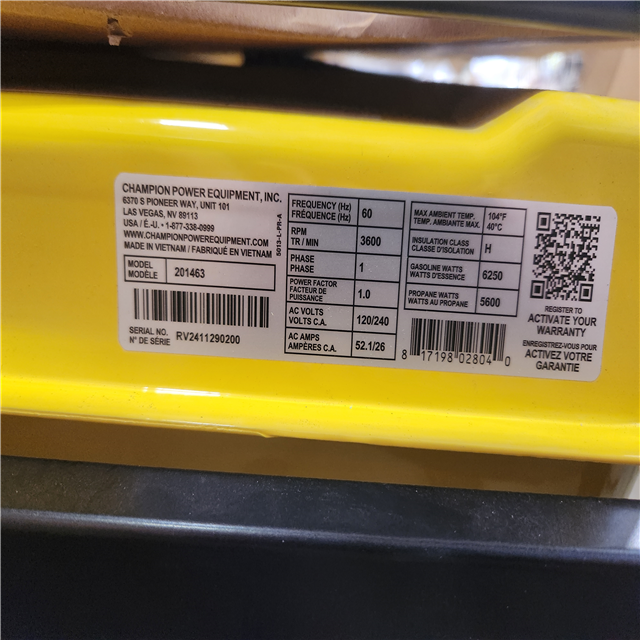 CHAMPION POWER EQUIPMENT, INC.
6370 S PIONEER WAY, UNIT 101
LAS VEGAS, NV 89113
USA / É.-U. • 1-877-338-0999
WWW.CHAMPIONPOWEREQUIPMENT.COM
MADE IN VIETNAM / FABRIQUÉ EN VIETNAM
MODEL
MODÈLE
201463
SERIAL NO.
N° DE SÉRIE
RV2411290200
5013-L-PR-A
FREQUENCY (Hz)
FRÉQUENCE (Hz)
60
RPM
TR / MIN
3600
PHASE
PHASE
1
POWER FACTOR
FACTEUR DE
PUISSANCE
1.0
AC VOLTS
VOLTS C.A.
120/240
AC AMPS
AMPÈRES C.A.
52.1/26
MAX AMBIENT TEMP.
TEMP. AMBIANTE MAX.
104°F
40°C
INSULATION CLASS
CLASSE D'ISOLATION
H
GASOLINE WATTS
WATTS D'ESSENCE
6250
PROPANE WATTS
WATTS AU PROPANE
5600
8 17198 02804 0
REGISTER TO
ACTIVATE YOUR
WARRANTY
ENREGISTREZ-VOUS POUR
ACTIVEZ VOTRE
GARANTIE